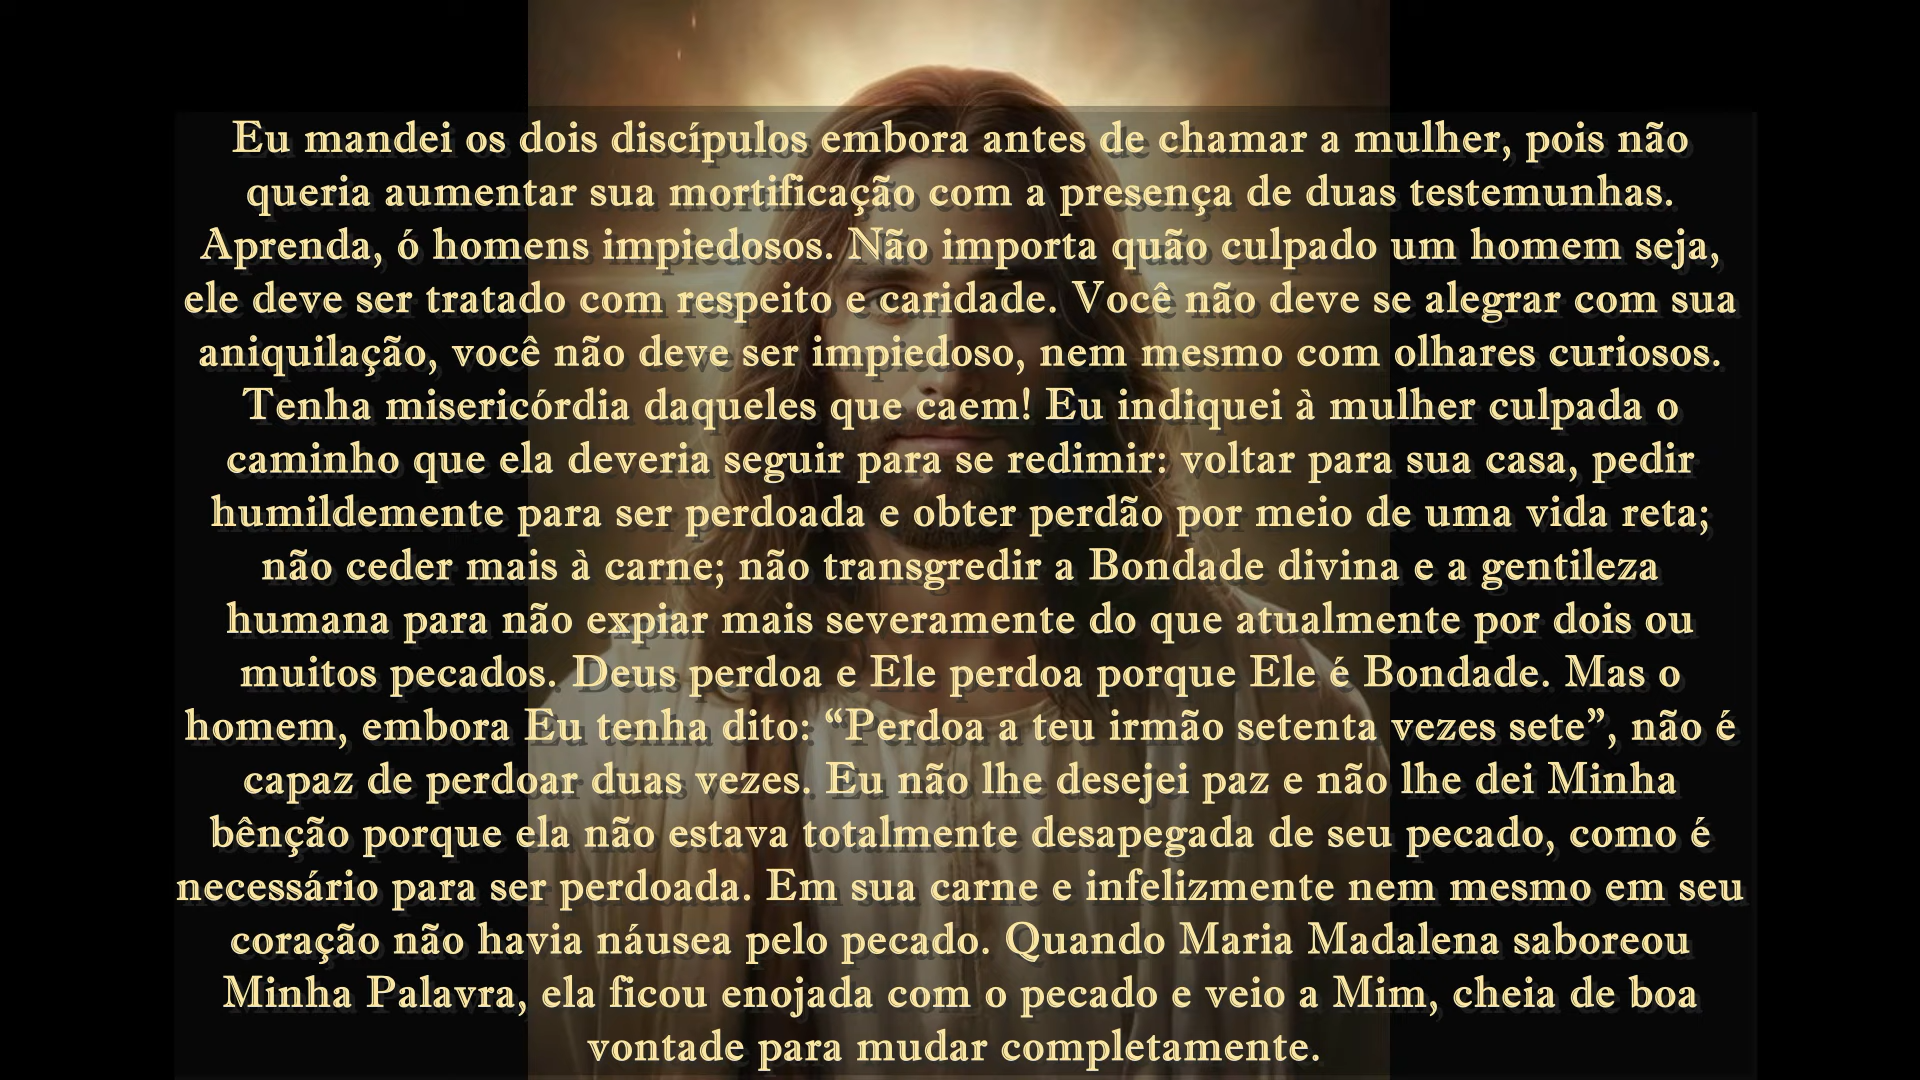 Eu mandei os dois discípulos embora antes de chamar a mulher, pois não
queria aumentar sua mortificação com a presença de duas testemunhas.
Aprenda, ó homens impiedosos. Não importa quão culpado um homem seja,
ele deve ser tratado com respeito e caridade. Você não deve se alegrar com sua
aniquilação, você não deve ser impiedoso, nem mesmo com olhares curiosos.
Tenha misericórdia daqueles que caem! Eu indiquei à mulher culpada o
caminho que ela deveria seguir para se redimir: voltar para sua casa, pedir
humildemente para ser perdoada e obter perdão por meio de uma vida reta;
não ceder mais à carne; não transgredir a Bondade divina e a gentileza
humana para não expiar mais severamente do que atualmente por dois ou
muitos pecados. Deus perdoa e Ele perdoa porque Ele é Bondade. Mas o
homem, embora Eu tenha dito: “Perdoa a teu irmão setenta vezes sete”, não é
capaz de perdoar duas vezes. Eu não lhe desejei paz e não lhe dei Minha
bênção porque ela não estava totalmente desapegada de seu pecado, como é
necessário para ser perdoada. Em sua carne e infelizmente nem mesmo em seu
coração não havia náusea pelo pecado. Quando Maria Madalena saboreou
Minha Palavra, ela ficou enojada com o pecado e veio a Mim, cheia de boa
vontade para mudar completamente.